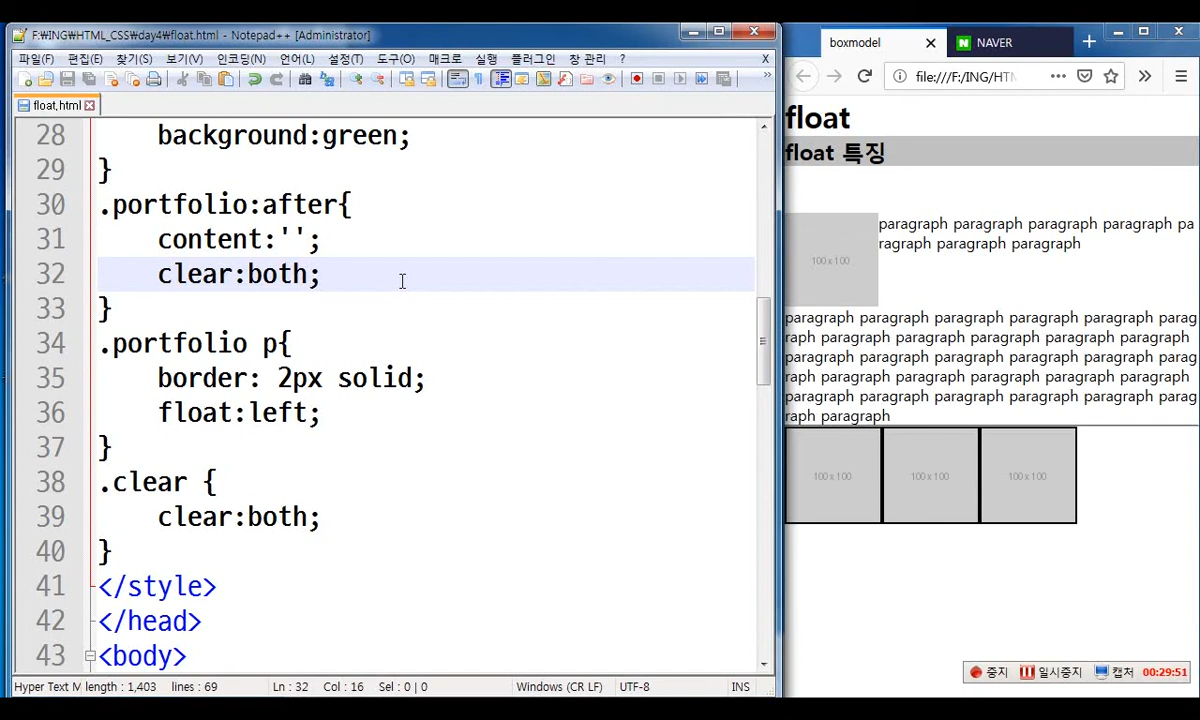 F:₩ING₩HTML_CSS₩day4₩float.html - Notepad++ [Administrator]
파일(F) 편집(E) 찾기(S) 보기(V) 인코딩(N) 언어(L) 설정(T) 도구(O) 매크로 실행 플러그인 창 관리 ? X
float.html
28 background:green;
29 }
30 .portfolio:after{
31 content:'';
32 clear:both;
33 }
34 .portfolio p{
35 border: 2px solid;
36 float:left;
37 }
38 .clear {
39 clear:both;
40 }
41 </style>
42 </head>
43 <body>
Hyper Text M length : 1,403 lines : 69 Ln : 32 Col : 16 Sel : 0 | 0 Windows (CR LF) UTF-8 INS
boxmodel
N NAVER
file:///F:/ING/HTM
float
float 특징
100 x 100
paragraph paragraph paragraph paragraph pa
ragraph paragraph paragraph
paragraph paragraph paragraph paragraph paragraph parag
raph paragraph paragraph paragraph paragraph paragraph
paragraph paragraph paragraph paragraph paragraph parag
raph paragraph paragraph paragraph paragraph paragraph
paragraph paragraph paragraph paragraph paragraph parag
raph paragraph
100 x 100 100 x 100 100 x 100
중지 일시중지 캡처 00:29:51